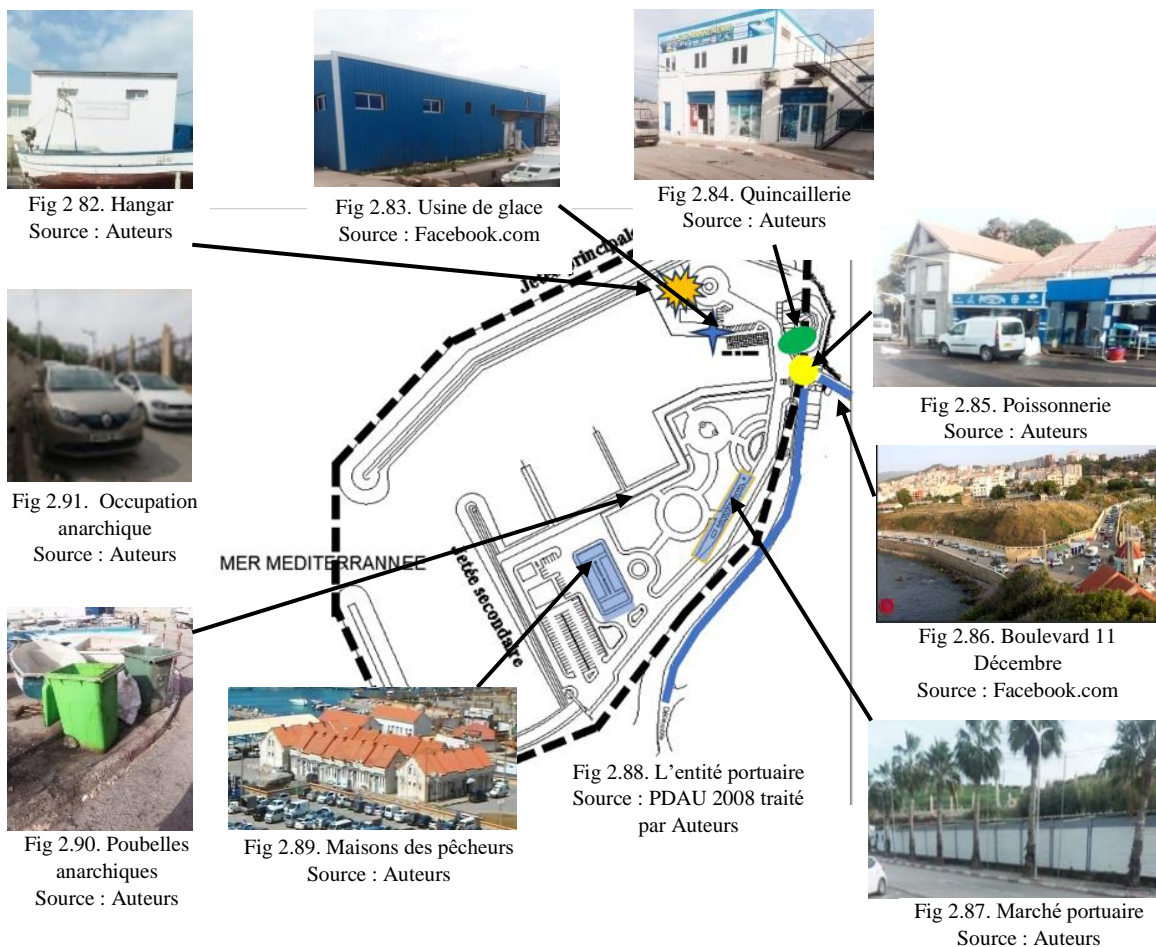 Fig 2 82. Hangar
Source : Auteurs
Fig 2.83. Usine de glace
Source : Facebook.com
Fig 2.84. Quincaillerie
Source : Auteurs
Jetée principale
Fig 2.85. Poissonnerie
Source : Auteurs
Fig 2.91. Occupation
anarchique
Source : Auteurs
MER MEDITERRANNEE
Jetée secondaire
Fig 2.86. Boulevard 11
Décembre
Source : Facebook.com
Fig 2.88. L'entité portuaire
Source : PDAU 2008 traité
par Auteurs
Fig 2.90. Poubelles
anarchiques
Source : Auteurs
Fig 2.89. Maisons des pêcheurs
Source : Auteurs
Fig 2.87. Marché portuaire
Source : Auteurs